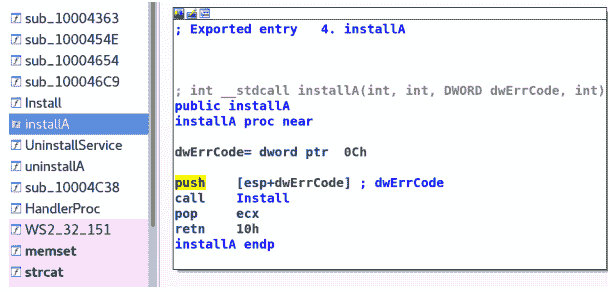 sub_10004363
sub_1000454E
sub_10004654
sub_100046C9
Install
installA
UninstallService
uninstallA
sub_10004C38
HandlerProc
WS2_32_151
memset
strcat
; Exported entry   4. installA
; int __stdcall installA(int, int, DWORD dwErrCode, int)
public installA
installA proc near
dwErrCode= dword ptr  0Ch
push    [esp+dwErrCode] ; dwErrCode
call    Install
pop     ecx
retn    10h
installA endp